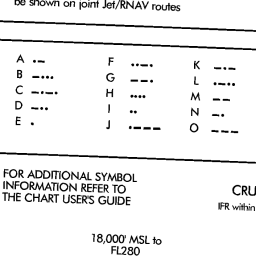 be shown on joint Jet/RNAV routes
A •— F ••—• K —•—
B —••• G ——• L •—••
C —•—• H •••• M ——
D —•• I •• N —•
E • J •——— O ———
FOR ADDITIONAL SYMBOL
INFORMATION REFER TO
THE CHART USER'S GUIDE
CRU
IFR within
18,000' MSL to
FL280